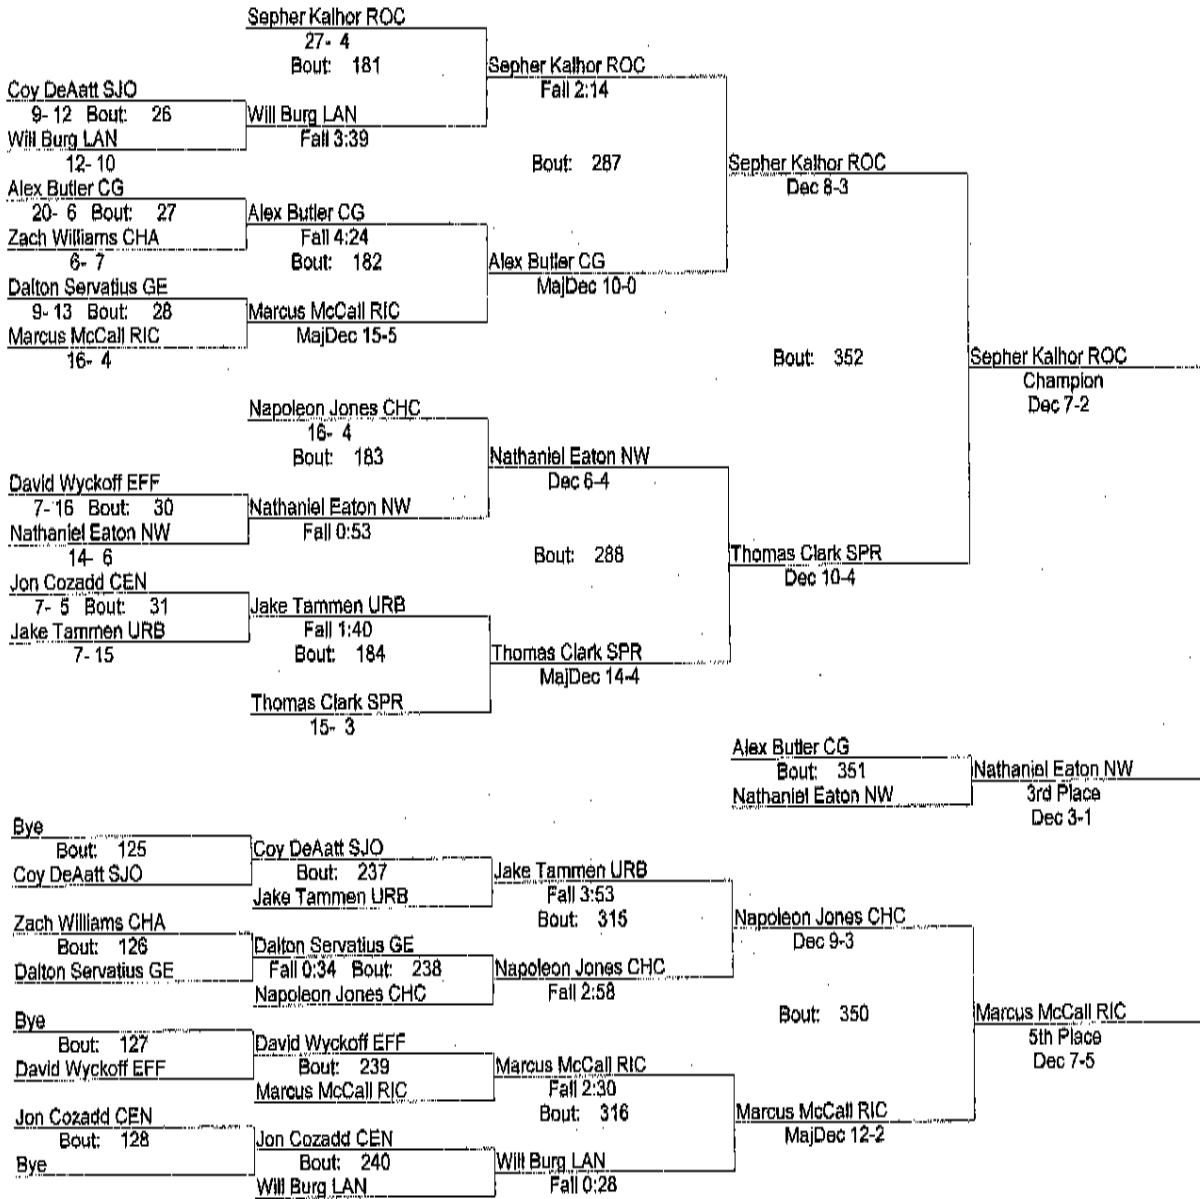 Sepher Kalhor ROC
27- 4
Bout: 181
Sepher Kalhor ROC
Fall 2:14
Coy DeAatt SJO
9- 12 Bout: 26
Will Burg LAN
12- 10
Will Burg LAN
Fall 3:39
Bout: 287
Sepher Kalhor ROC
Dec 8-3
Alex Butler CG
20- 6 Bout: 27
Zach Williams CHA
6- 7
Alex Butler CG
Fall 4:24
Bout: 182
Alex Butler CG
MajDec 10-0
Dalton Servatius GE
9- 13 Bout: 28
Marcus McCall RIC
16- 4
Marcus McCall RIC
MajDec 15-5
Bout: 352
Sepher Kalhor ROC
Champion
Dec 7-2
Napoleon Jones CHC
16- 4
Bout: 183
Nathaniel Eaton NW
Dec 6-4
David Wyckoff EFF
7- 16 Bout: 30
Nathaniel Eaton NW
14- 6
Nathaniel Eaton NW
Fall 0:53
Bout: 288
Thomas Clark SPR
Dec 10-4
Jon Cozadd CEN
7- 5 Bout: 31
Jake Tammen URB
7- 15
Jake Tammen URB
Fall 1:40
Bout: 184
Thomas Clark SPR
MajDec 14-4
Thomas Clark SPR
15- 3
Alex Butler CG
Bout: 351
Nathaniel Eaton NW
Nathaniel Eaton NW
3rd Place
Dec 3-1
Bye
Bout: 125
Coy DeAatt SJO
Coy DeAatt SJO
Bout: 237
Jake Tammen URB
Jake Tammen URB
Fall 3:53
Bout: 315
Zach Williams CHA
Bout: 126
Dalton Servatius GE
Dalton Servatius GE
Fall 0:34 Bout: 238
Napoleon Jones CHC
Napoleon Jones CHC
Fall 2:58
Napoleon Jones CHC
Dec 9-3
Bout: 350
Marcus McCall RIC
5th Place
Dec 7-5
Bye
Bout: 127
David Wyckoff EFF
David Wyckoff EFF
Bout: 239
Marcus McCall RIC
Marcus McCall RIC
Fall 2:30
Bout: 316
Marcus McCall RIC
MajDec 12-2
Jon Cozadd CEN
Bout: 128
Bye
Jon Cozadd CEN
Bout: 240
Will Burg LAN
Will Burg LAN
Fall 0:28